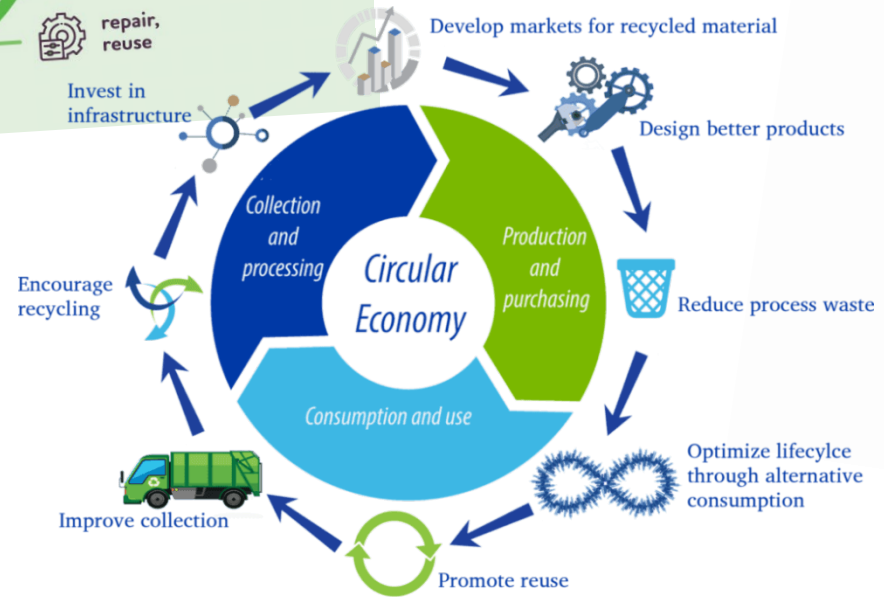 repair,
reuse
Develop markets for recycled material
Invest in
infrastructure
Design better products
Collection
and
processing
Production
and
purchasing
Circular
Economy
Encourage
recycling
Reduce process waste
Consumption and use
Optimize lifecylce
through alternative
consumption
Improve collection
Promote reuse